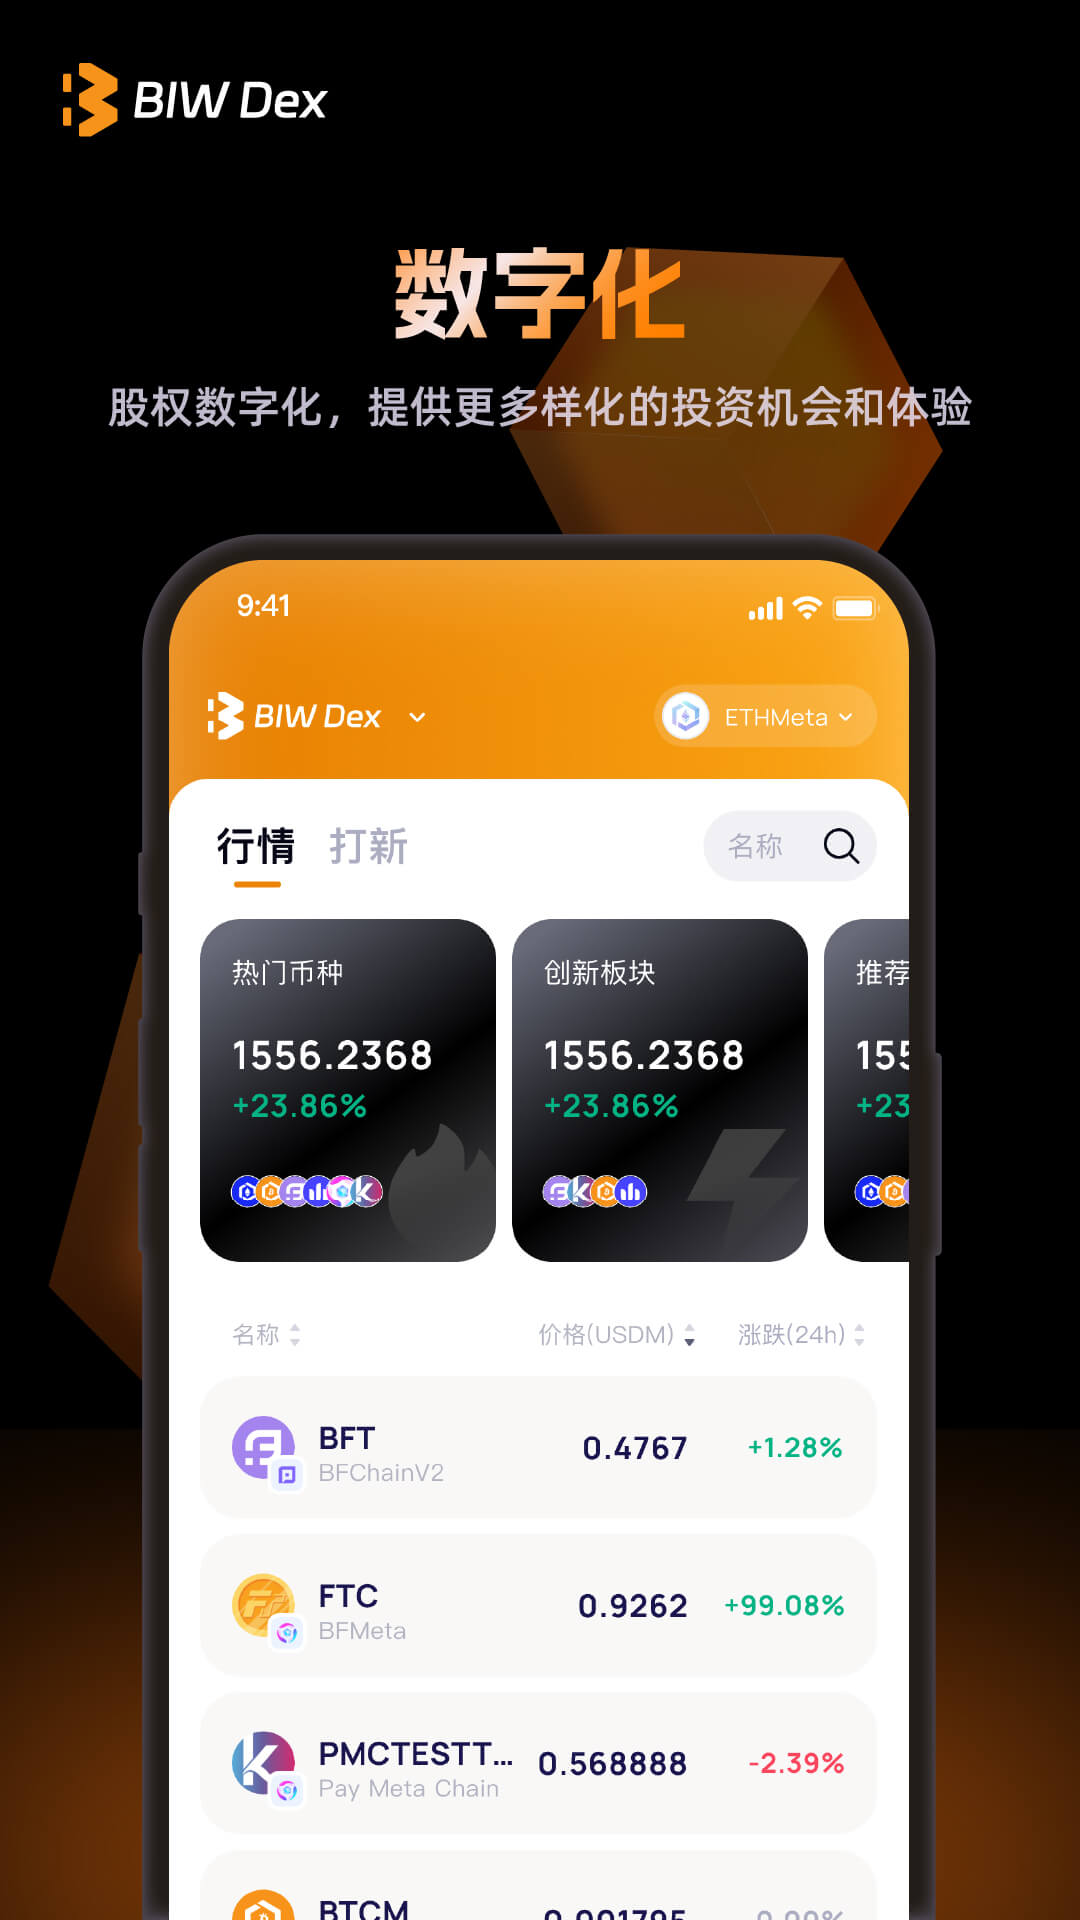 BIW Dex
数字化
股权数字化，提供更多样化的投资机会和体验
9:41
BIW Dex
ETHMeta
行情 打新 名称
热门币种 创新板块 推荐
1556.2368 1556.2368 155
+23.86% +23.86% +23
名称 价格(USDM) 涨跌(24h)
BFT 0.4767 +1.28%
BFChainV2
FTC 0.9262 +99.08%
BFMeta
PMCTESTT... 0.568888 -2.39%
Pay Meta Chain
BTCM